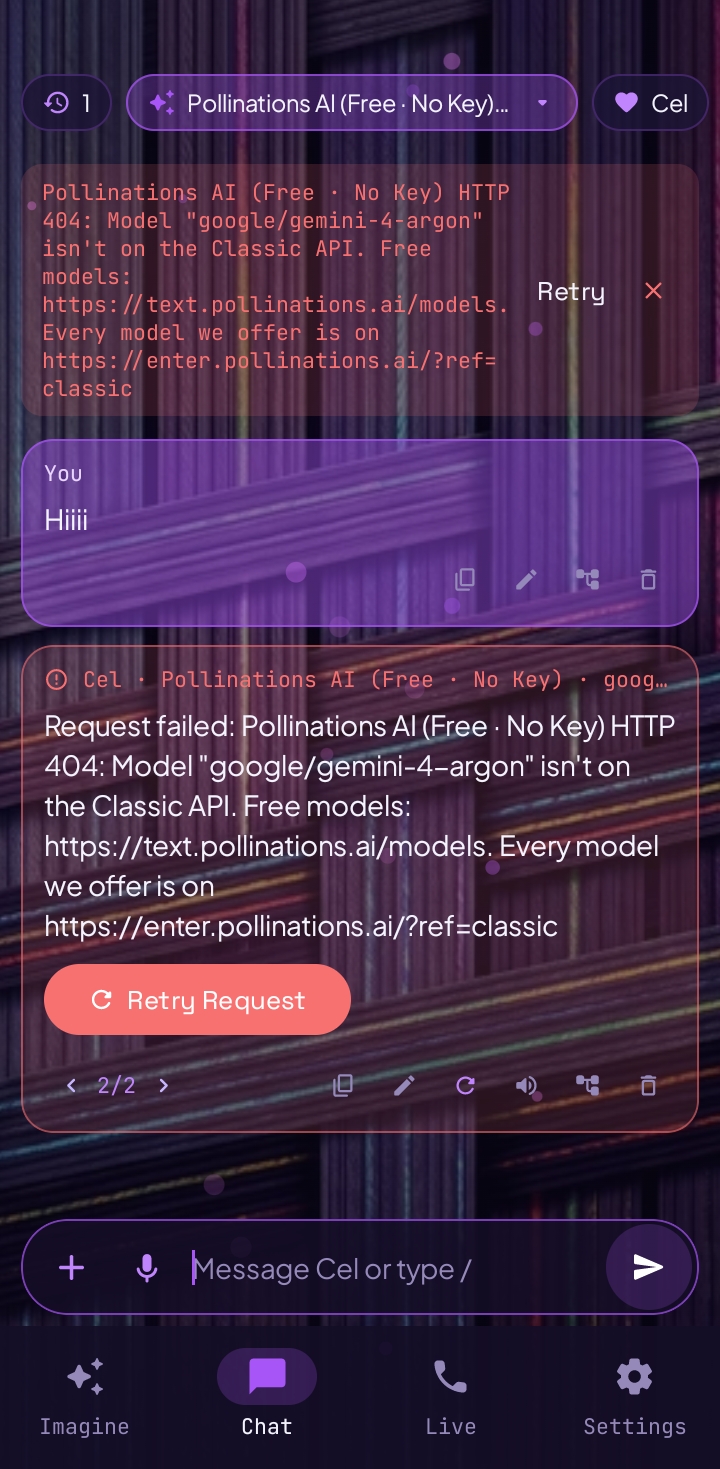 1
Pollinations AI (Free · No Key)...
Cel
Pollinations AI (Free · No Key) HTTP
404: Model "google/gemini-4-argon"
isn't on the Classic API. Free
models:
https://text.pollinations.ai/models.
Every model we offer is on
https://enter.pollinations.ai/?ref=
classic
Retry
You
Hiiii
Cel · Pollinations AI (Free · No Key) · goog…
Request failed: Pollinations AI (Free · No Key) HTTP
404: Model "google/gemini-4-argon" isn't on
the Classic API. Free models:
https://text.pollinations.ai/models. Every model
we offer is on
https://enter.pollinations.ai/?ref=classic
Retry Request
2/2
Message Cel or type /
Imagine
Chat
Live
Settings